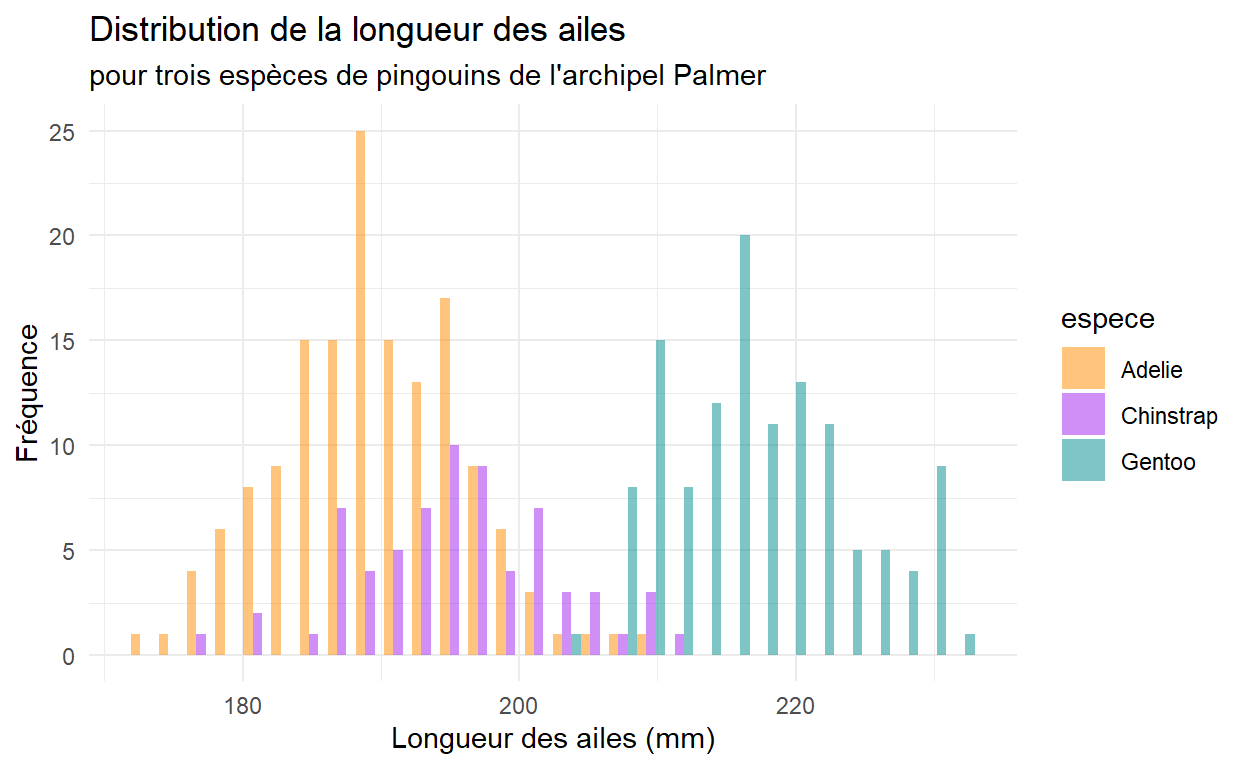 Distribution de la longueur des ailes
pour trois espèces de pingouins de l'archipel Palmer
Fréquence
25
20
15
10
5
0
180 200 220
Longueur des ailes (mm)
espece
Adelie
Chinstrap
Gentoo